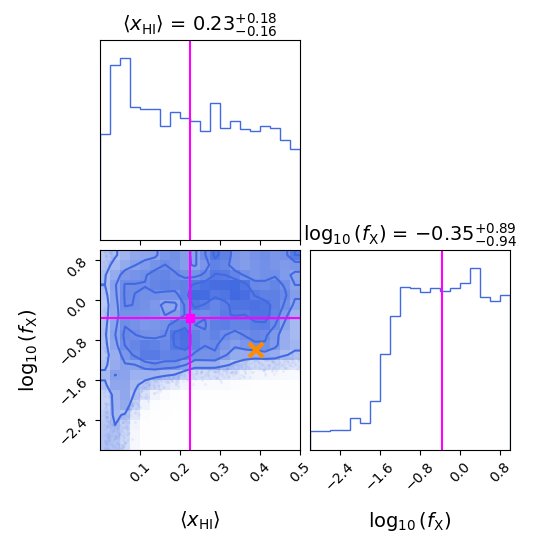 ⟨x_HI⟩ = 0.23^{+0.18}_{−0.16}
log₁₀(f_X) = −0.35^{+0.89}_{−0.94}
0.8
0.0
−0.8
−1.6
−2.4
log₁₀(f_X)
0.1 0.2 0.3 0.4 0.5
−2.4 −1.6 −0.8 0.0 0.8
⟨x_HI⟩
log₁₀(f_X)